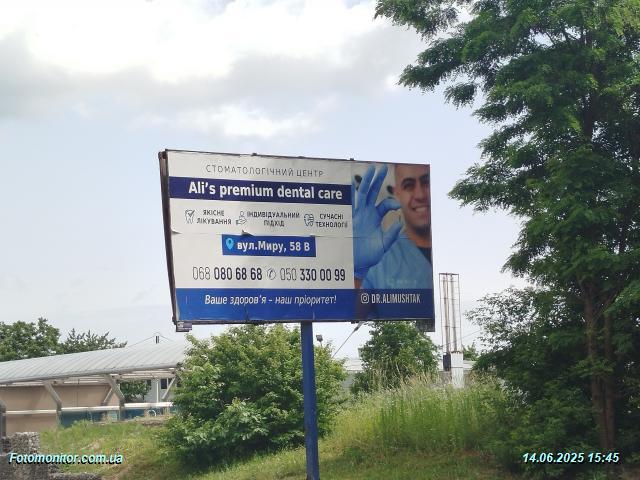 СТОМАТОЛОГІЧНИЙ ЦЕНТР
Ali's premium dental care
ЯКІСНЕ ЛІКУВАННЯ
ІНДИВІДУАЛЬНИЙ ПІДХІД
СУЧАСНІ ТЕХНОЛОГІЇ
вул.Миру, 58 В
068 080 68 68 050 330 00 99
Ваше здоров'я – наш пріоритет!
DR.ALIMUSHTAK
Fotomonitor.com.ua
14.06.2025 15:45